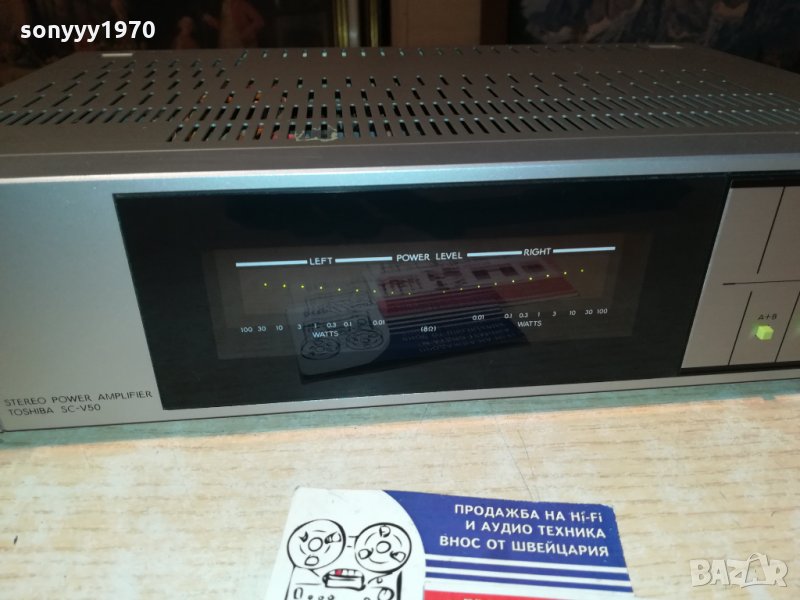 sonyyy1970
LEFT POWER LEVEL RIGHT
100 30 10 3 1 0.3 0.1 0.01 (8Ω) 0.01 0.1 0.3 1 3 10 30 100
WATTS WATTS
A+B
STEREO POWER AMPLIFIER
TOSHIBA SC-V50
ПРОДАЖБА НА Hi-Fi
И АУДИО ТЕХНИКА
ВНОС ОТ ШВЕЙЦАРИЯ
BAZAR